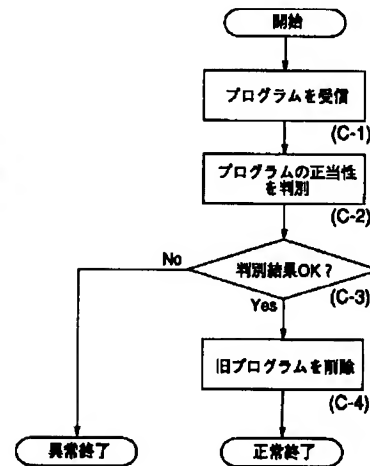 開始
プログラムを受信
(C-1)
プログラムの正当性
を判別
(C-2)
判別結果OK?
(C-3)
No
Yes
旧プログラムを削除
(C-4)
異常終了
正常終了